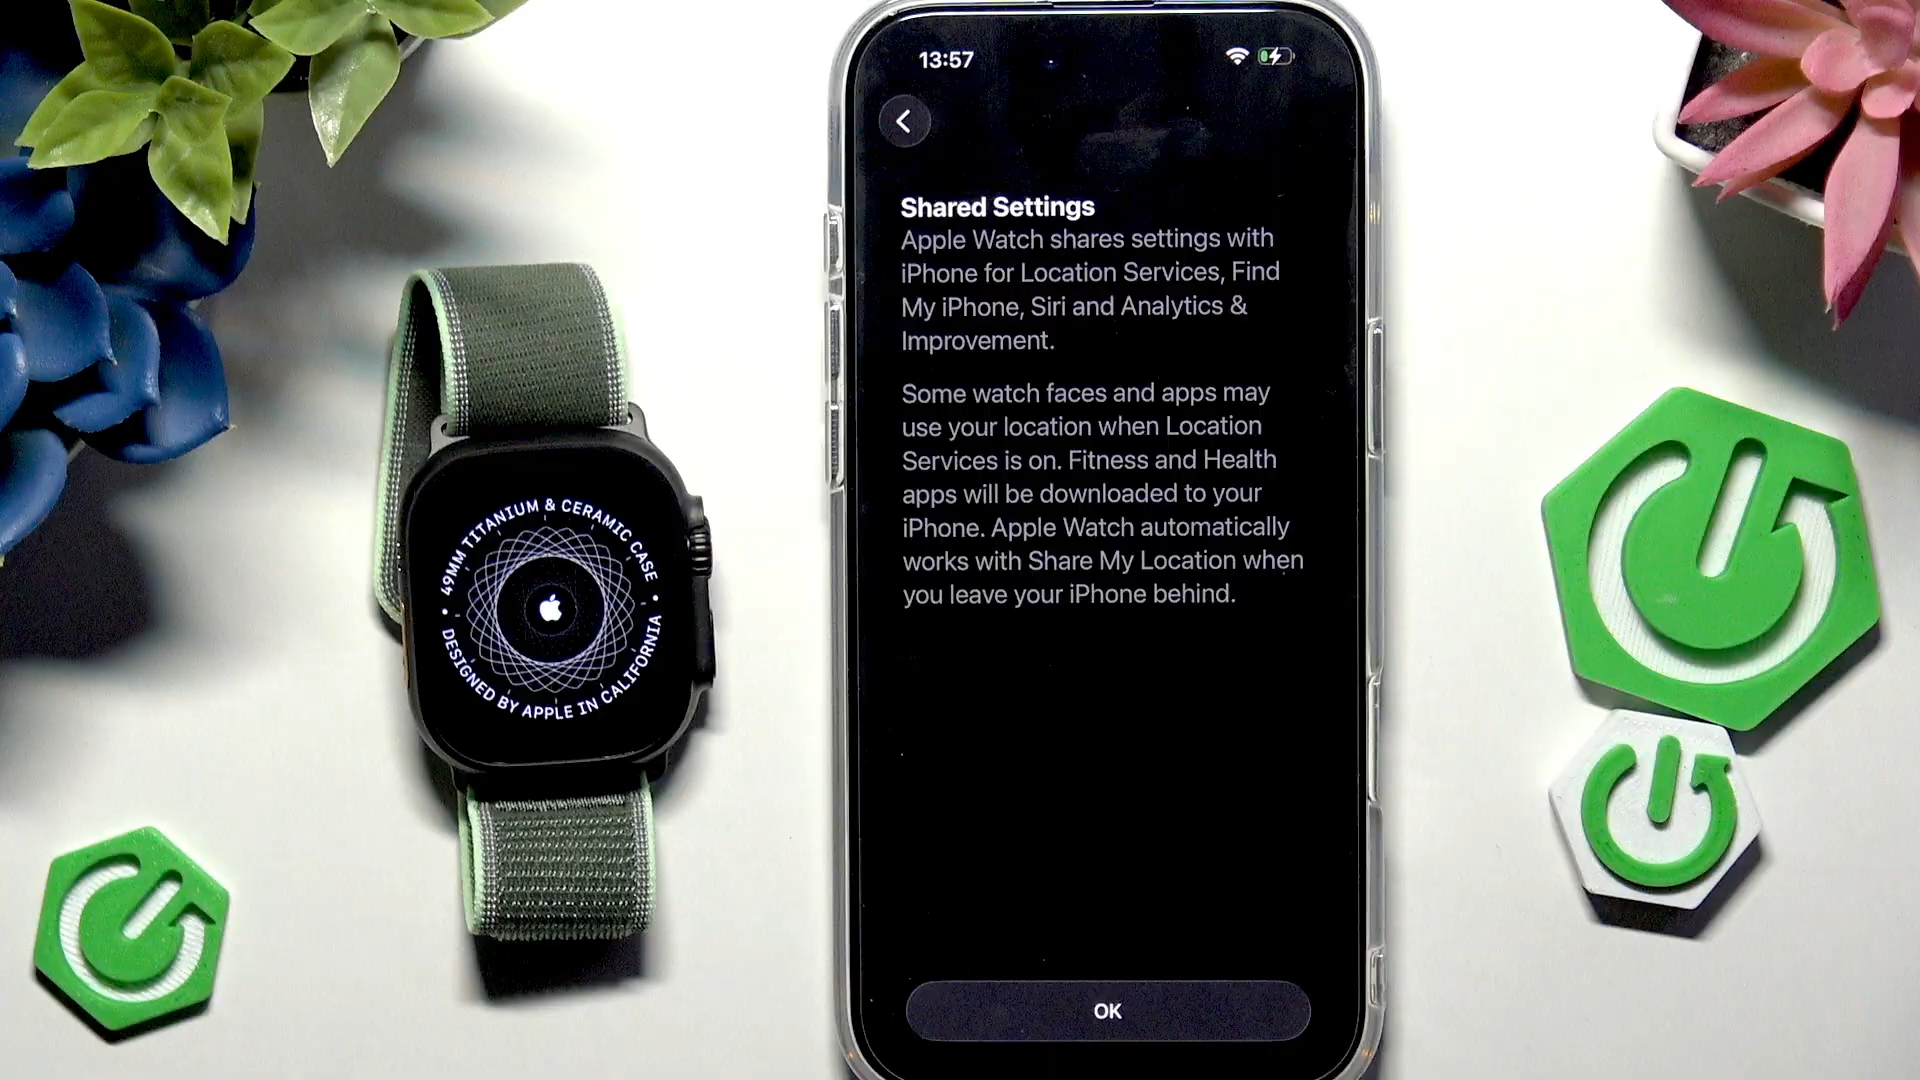 49MM TITANIUM & CERAMIC CASE
DESIGNED BY APPLE IN CALIFORNIA
13:57
Shared Settings
Apple Watch shares settings with
iPhone for Location Services, Find
My iPhone, Siri and Analytics &
Improvement.
Some watch faces and apps may
use your location when Location
Services is on. Fitness and Health
apps will be downloaded to your
iPhone. Apple Watch automatically
works with Share My Location when
you leave your iPhone behind.
OK